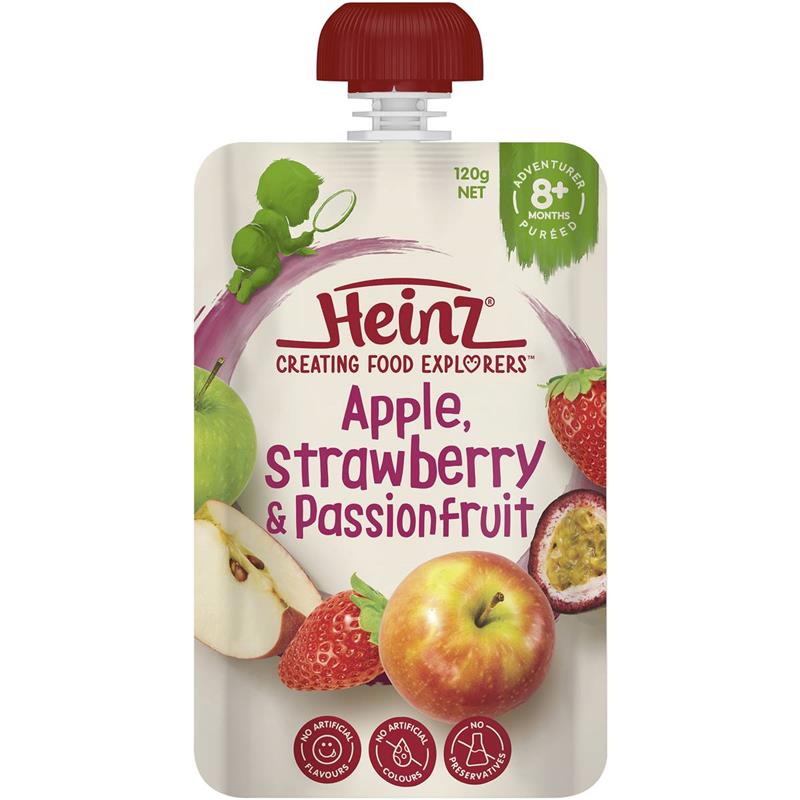 120g
NET
ADVENTURER
8+
MONTHS
PURÉED
Heinz®
CREATING FOOD EXPLORERS™
Apple,
Strawberry
& Passionfruit
NO ARTIFICIAL
FLAVOURS
NO ARTIFICIAL
COLOURS
NO
PRESERVATIVES